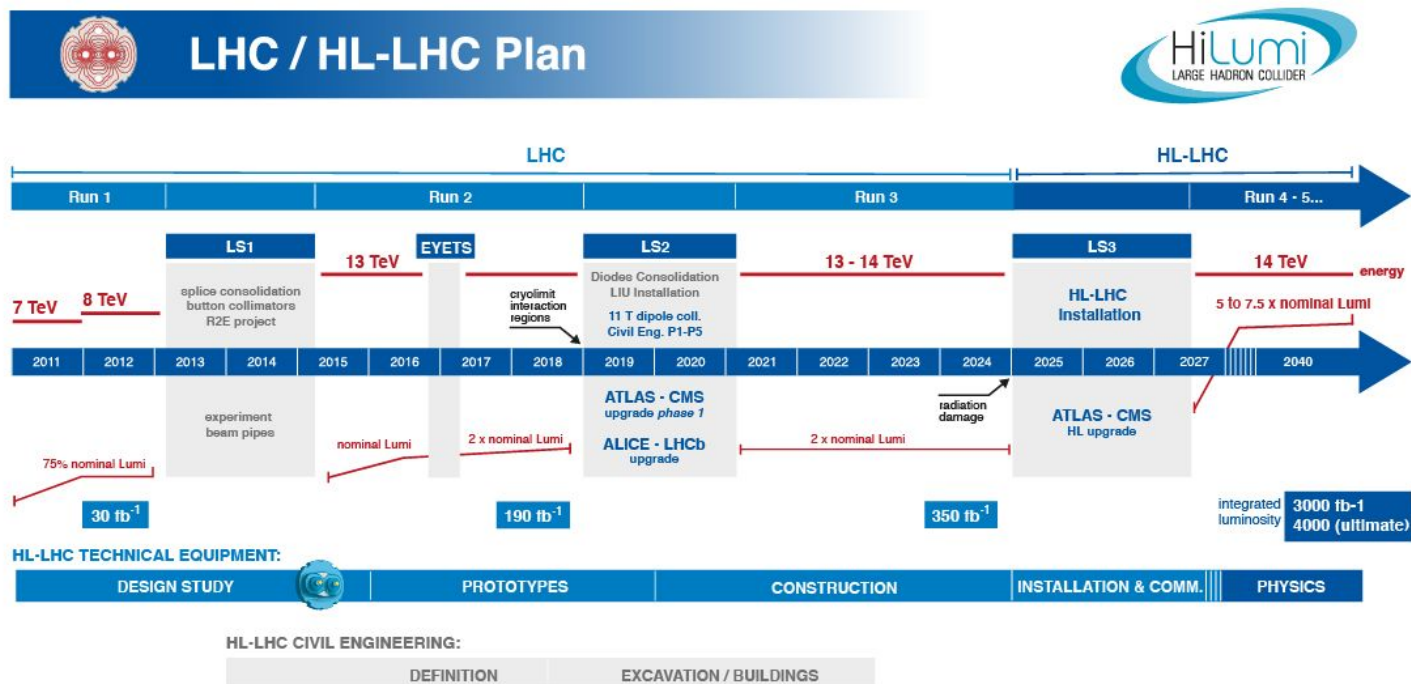 LHC / HL-LHC Plan
HiLumi
LARGE HADRON COLLIDER
LHC
HL-LHC
Run 1
Run 2
Run 3
Run 4 - 5...
LS1
EYETS
LS2
LS3
13 TeV
13 - 14 TeV
14 TeV
energy
splice consolidation
button collimators
R2E project
cryolimit
interaction
regions
Diodes Consolidation
LIU Installation
11 T dipole coll.
Civil Eng. P1-P5
HL-LHC
installation
5 to 7.5 x nominal Lumi
7 TeV
8 TeV
2011
2012
2013
2014
2015
2016
2017
2018
2019
2020
2021
2022
2023
2024
2025
2026
2027
2040
experiment
beam pipes
ATLAS - CMS
upgrade phase 1
ALICE - LHCb
upgrade
radiation
damage
ATLAS - CMS
HL upgrade
75% nominal Lumi
nominal Lumi
2 x nominal Lumi
2 x nominal Lumi
30 fb⁻¹
190 fb⁻¹
350 fb⁻¹
integrated
luminosity
3000 fb-1
4000 (ultimate)
HL-LHC TECHNICAL EQUIPMENT:
DESIGN STUDY
PROTOTYPES
CONSTRUCTION
INSTALLATION & COMM.
PHYSICS
HL-LHC CIVIL ENGINEERING:
DEFINITION
EXCAVATION / BUILDINGS